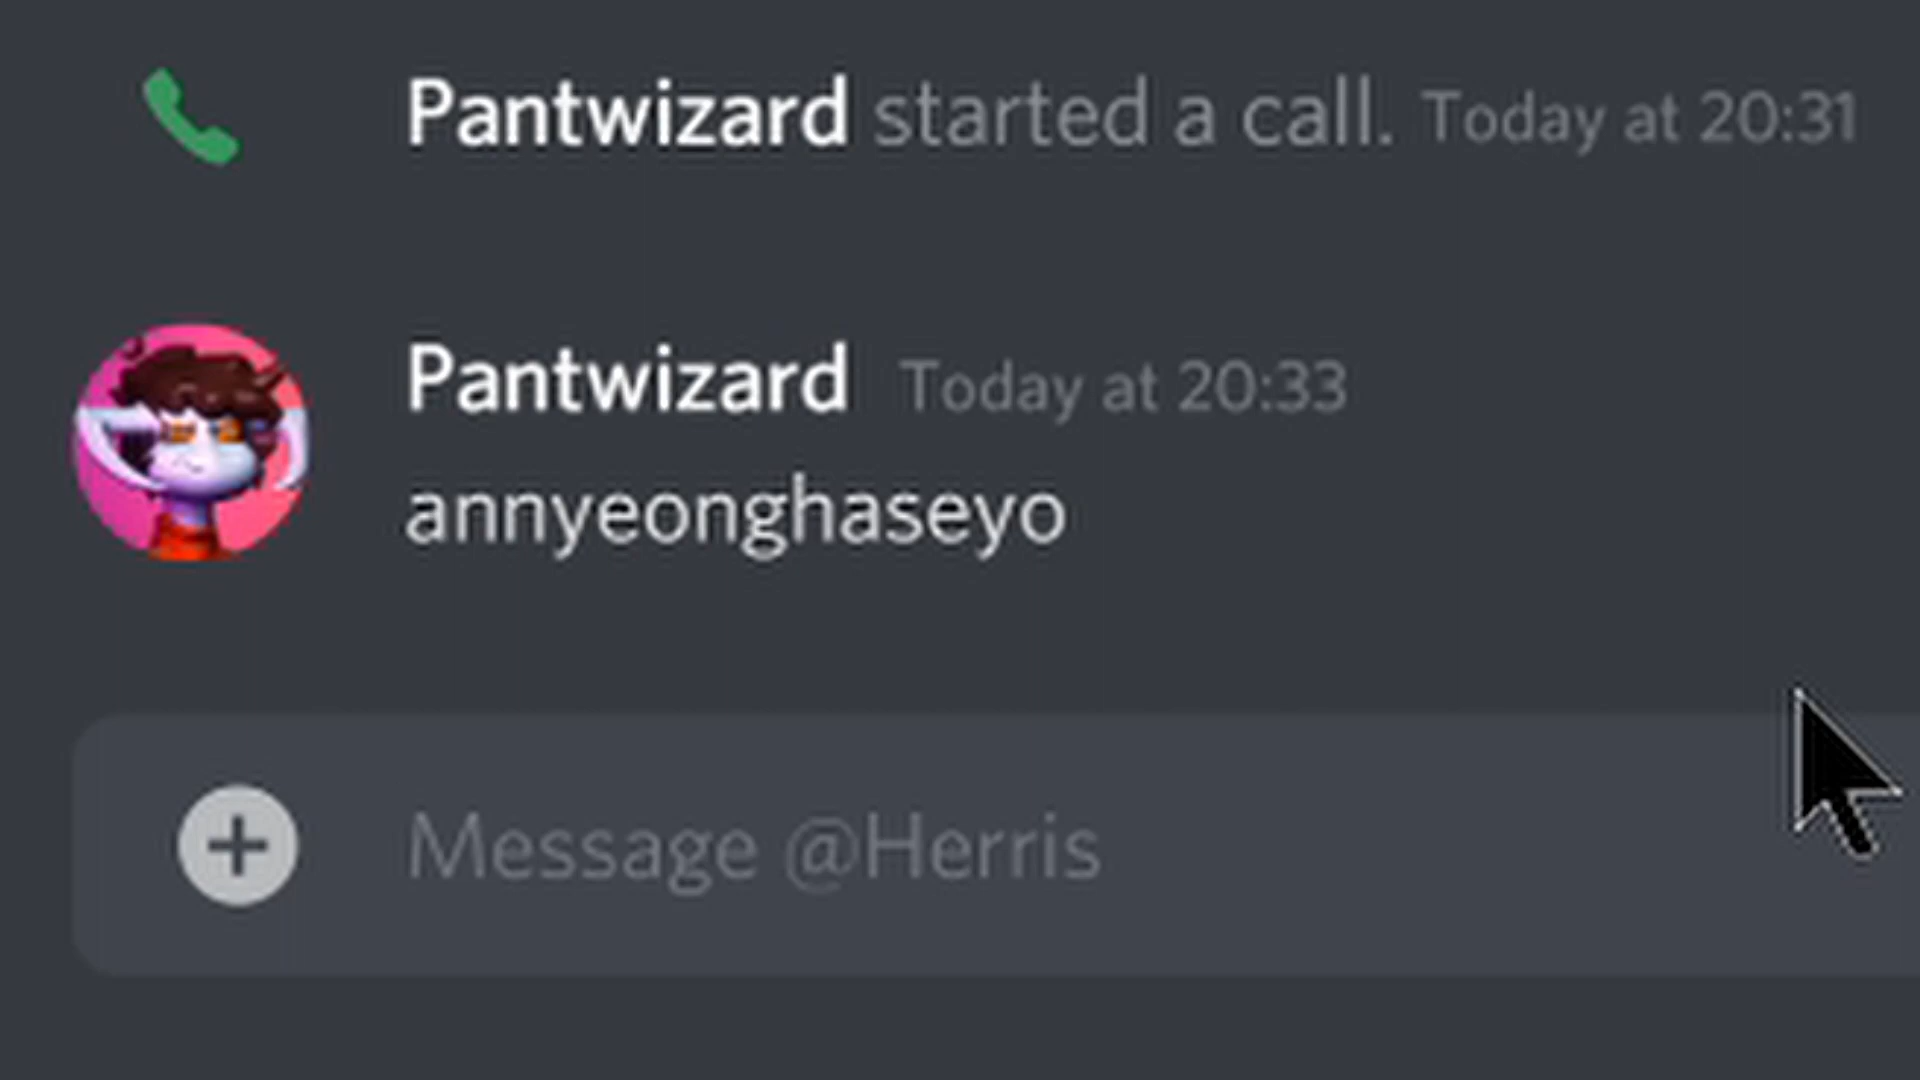 Pantwizard started a call. Today at 20:31
Pantwizard Today at 20:33
annyeonghaseyo
Message @Herris